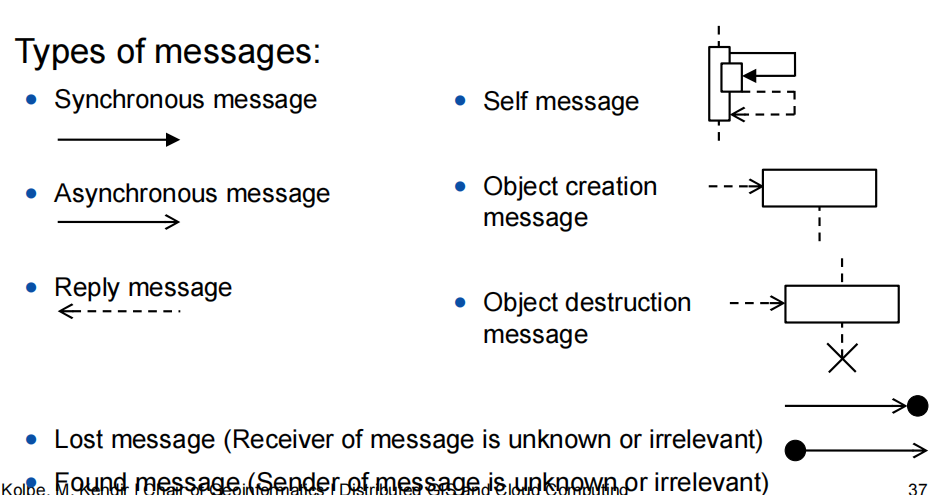 Types of messages:
Synchronous message
Asynchronous message
Reply message
Self message
Object creation
message
Object destruction
message
Lost message (Receiver of message is unknown or irrelevant)
Found message (Sender of message is unknown or irrelevant)
Kolbe, M. Kendir | Chair of Geoinformatics | Distributed GIS and Cloud Computing
37